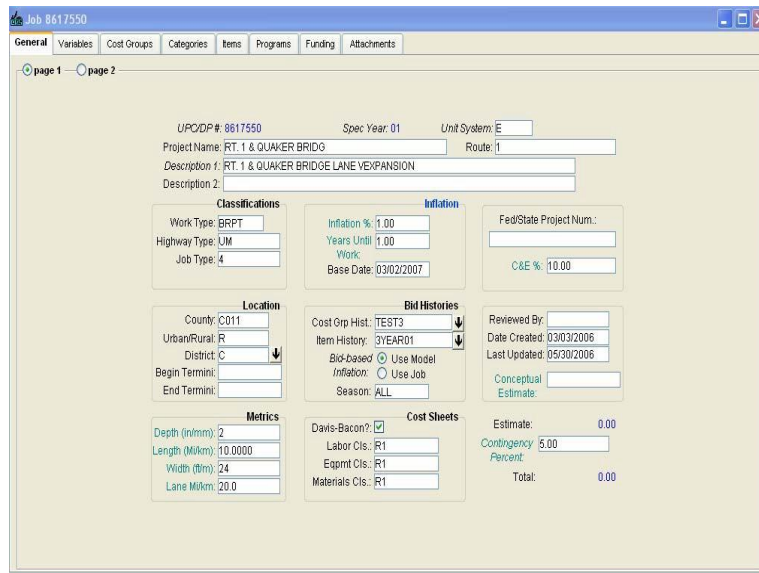 Job 8617550
General Variables Cost Groups Categories Items Programs Funding Attachments
page 1 page 2
UPC/DP #: 8617550 Spec Year: 01 Unit System: E
Project Name: RT. 1 & QUAKER BRIDG Route: 1
Description 1: RT. 1 & QUAKER BRIDGE LANE VEXPANSION
Description 2:
Classifications
Work Type: BRPT
Highway Type: UM
Job Type: 4
Inflation
Inflation %: 1.00
Years Until Work: 1.00
Base Date: 03/02/2007
Fed/State Project Num.:
C&E %: 10.00
Location
County: C011
Urban/Rural: R
District: C
Begin Termini:
End Termini:
Bid Histories
Cost Grp Hist.: TEST3
Item History: 3YEAR01
Bid-based Inflation: Use Model
Use Job
Season: ALL
Reviewed By:
Date Created: 03/03/2006
Last Updated: 05/30/2006
Conceptual Estimate:
Metrics
Depth (in/mm): 2
Length (Mi/km): 10.0000
Width (ft/m): 24
Lane Mi/km: 20.0
Cost Sheets
Davis-Bacon?:
Labor Cls.: R1
Eqpmt Cls.: R1
Materials Cls.: R1
Estimate: 0.00
Contingency Percent: 5.00
Total: 0.00